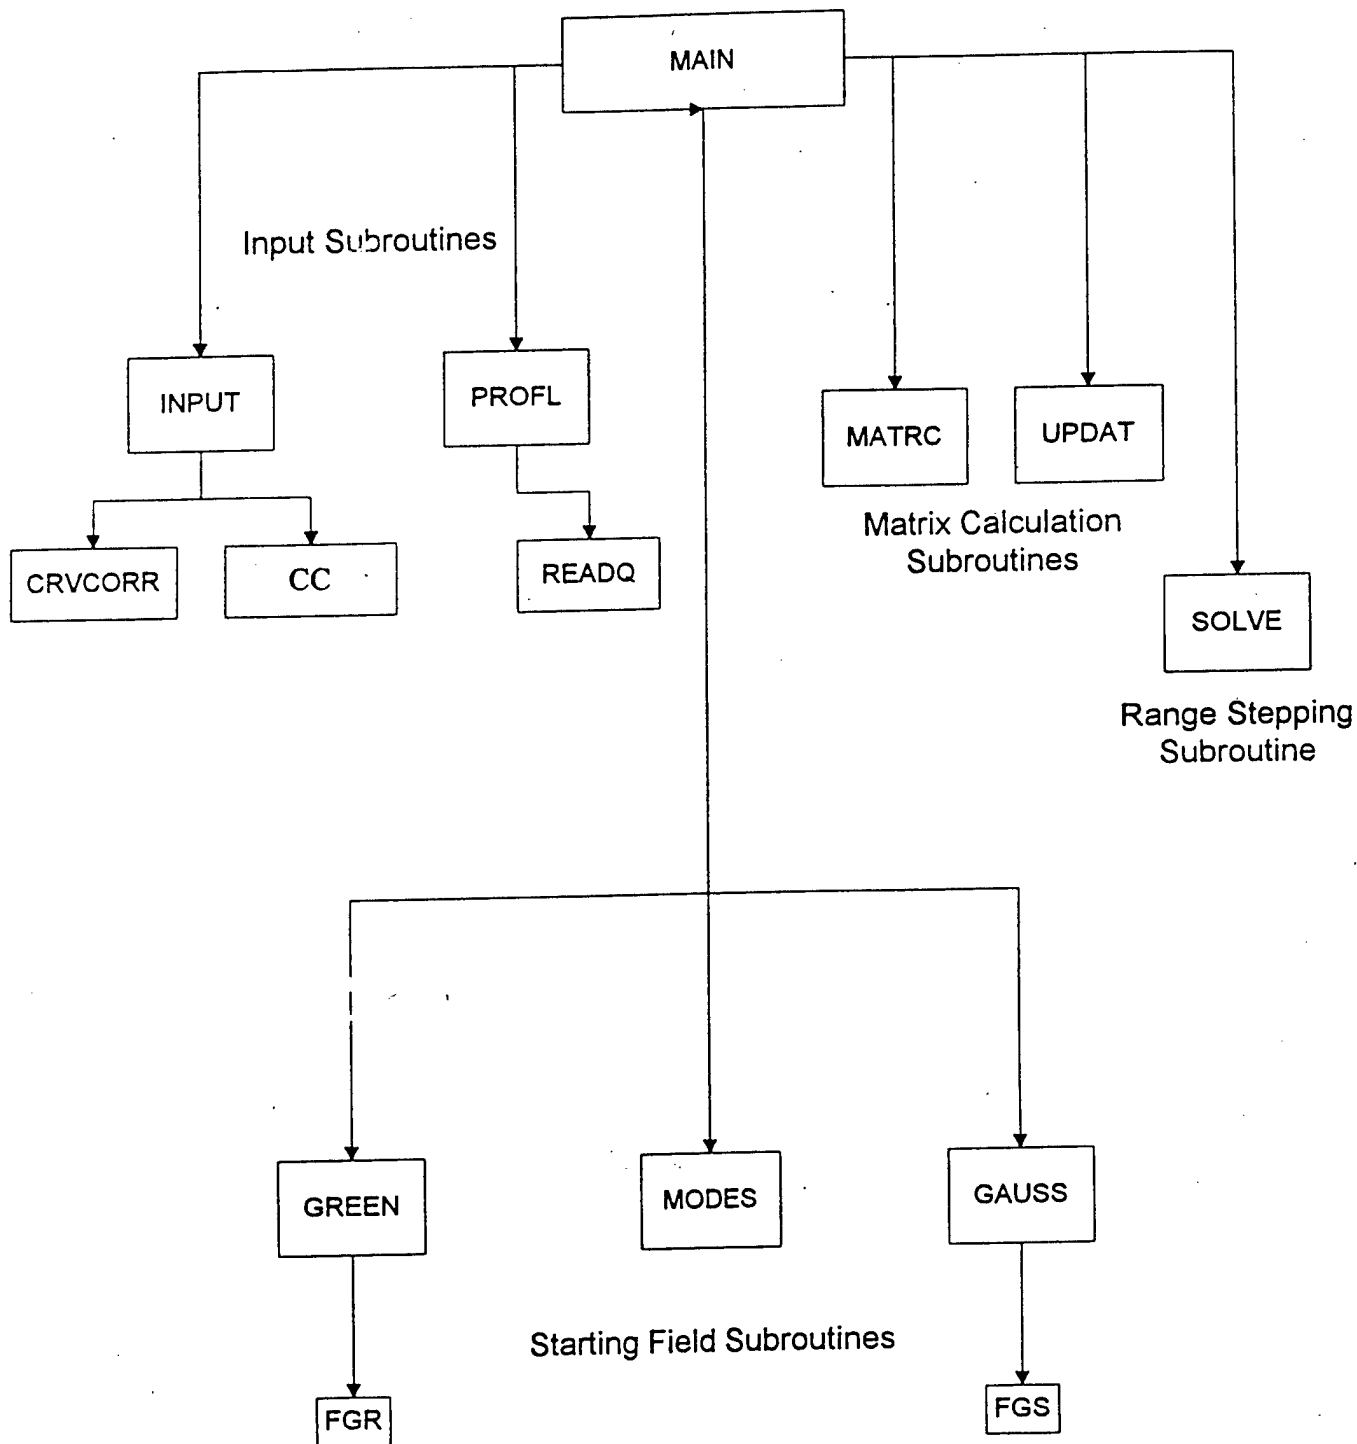 MAIN
Input Subroutines
INPUT
PROFL
MATRC
UPDAT
Matrix Calculation
Subroutines
CRVCORR
CC
READQ
SOLVE
Range Stepping
Subroutine
GREEN
MODES
GAUSS
Starting Field Subroutines
FGR
FGS